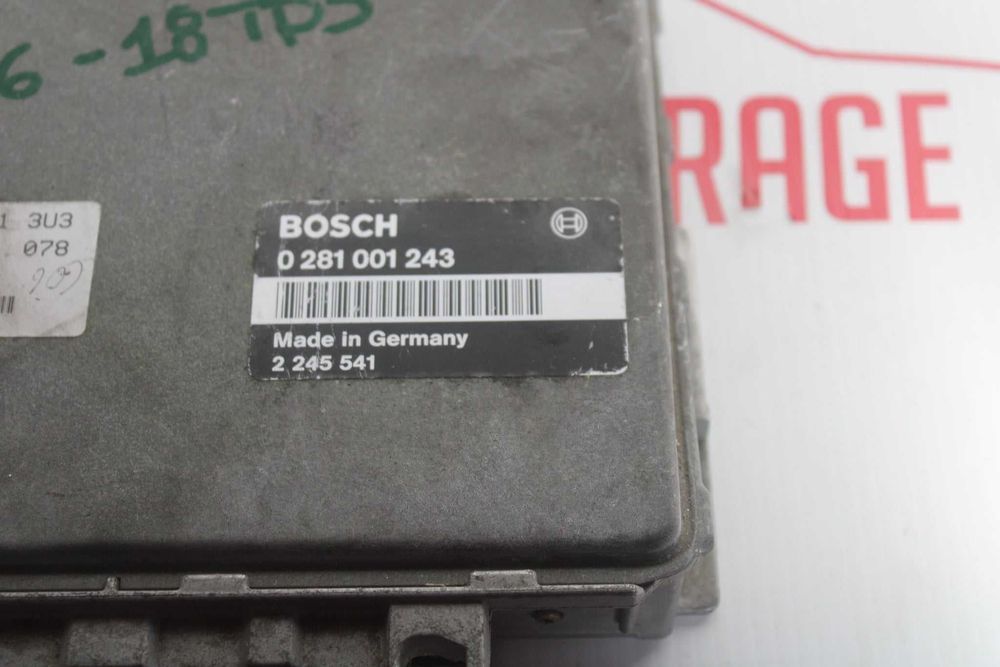 6-18TDS
1 3U3
078
BOSCH
0 281 001 243
Made in Germany
2 245 541
RAGE